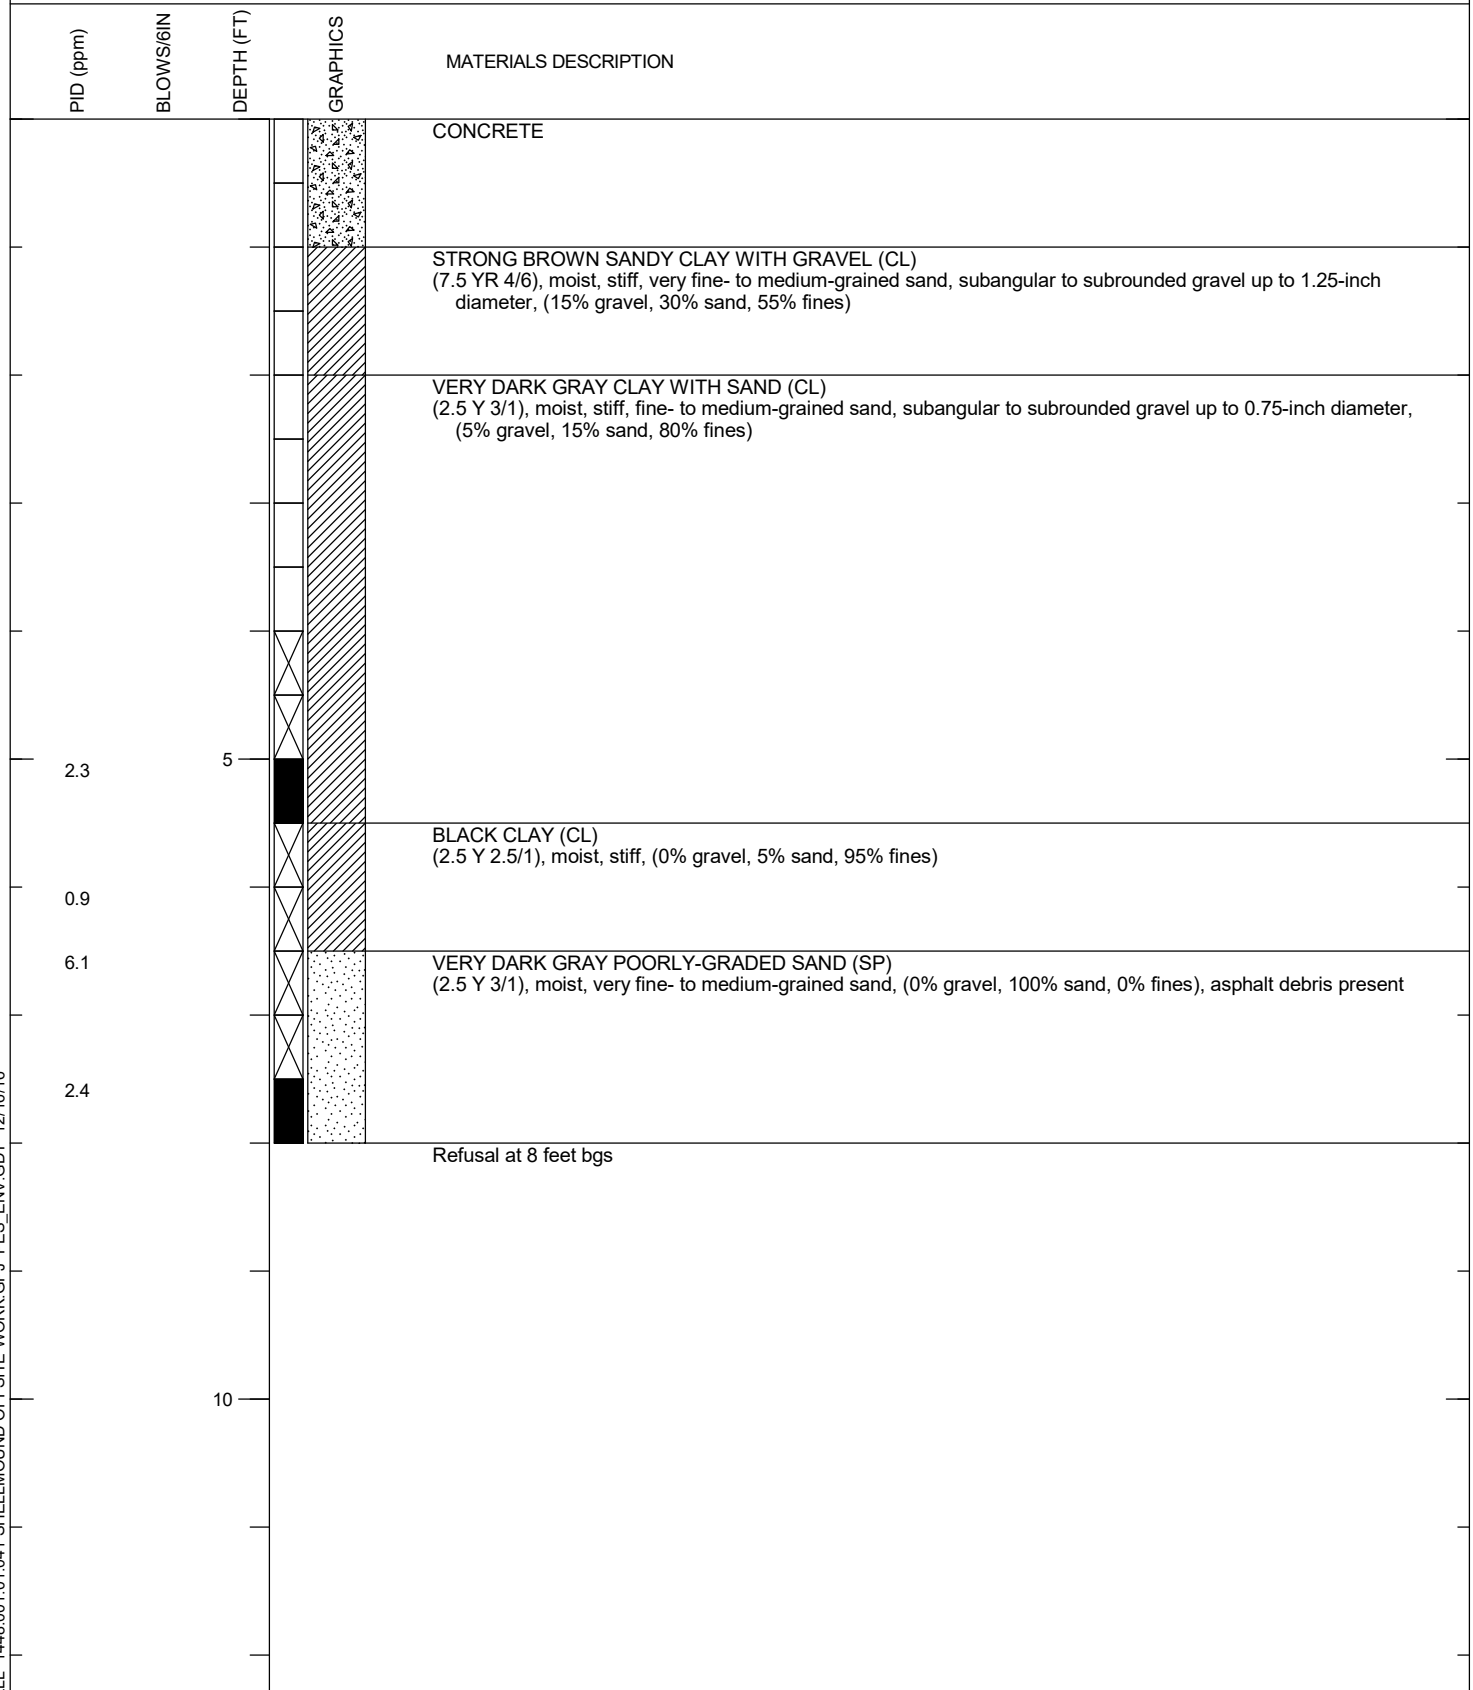 PID (ppm)
BLOWS/6IN
DEPTH (FT)
GRAPHICS
MATERIALS DESCRIPTION
CONCRETE
STRONG BROWN SANDY CLAY WITH GRAVEL (CL)
(7.5 YR 4/6), moist, stiff, very fine- to medium-grained sand, subangular to subrounded gravel up to 1.25-inch
diameter, (15% gravel, 30% sand, 55% fines)
VERY DARK GRAY CLAY WITH SAND (CL)
(2.5 Y 3/1), moist, stiff, fine- to medium-grained sand, subangular to subrounded gravel up to 0.75-inch diameter,
(5% gravel, 15% sand, 80% fines)
2.3
5
BLACK CLAY (CL)
(2.5 Y 2.5/1), moist, stiff, (0% gravel, 5% sand, 95% fines)
0.9
6.1
VERY DARK GRAY POORLY-GRADED SAND (SP)
(2.5 Y 3/1), moist, very fine- to medium-grained sand, (0% gravel, 100% sand, 0% fines), asphalt debris present
2.4
Refusal at 8 feet bgs
10